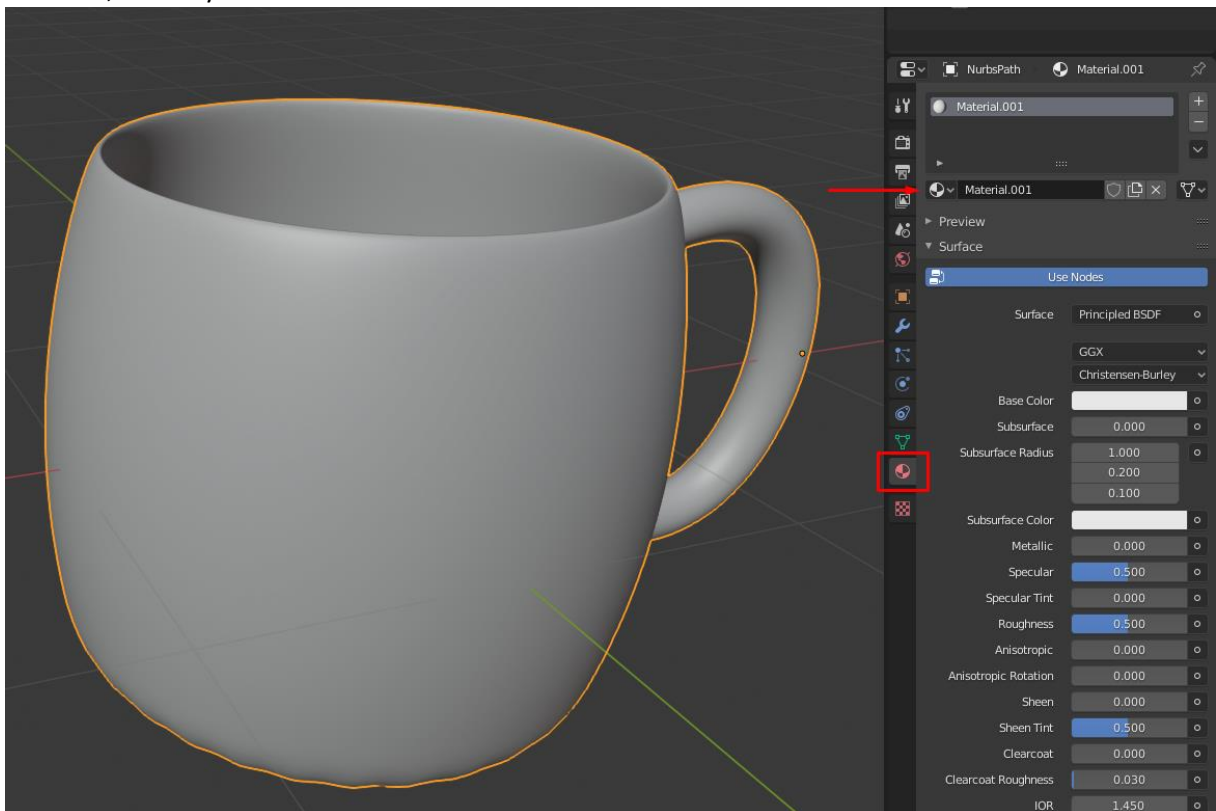 NurbsPath Material.001
Material.001
Material.001
Preview
Surface
Use Nodes
Surface Principled BSDF
GGX
Christensen-Burley
Base Color
Subsurface 0.000
Subsurface Radius 1.000
0.200
0.100
Subsurface Color
Metallic 0.000
Specular 0.500
Specular Tint 0.000
Roughness 0.500
Anisotropic 0.000
Anisotropic Rotation 0.000
Sheen 0.000
Sheen Tint 0.500
Clearcoat 0.000
Clearcoat Roughness 0.030
IOR 1.450